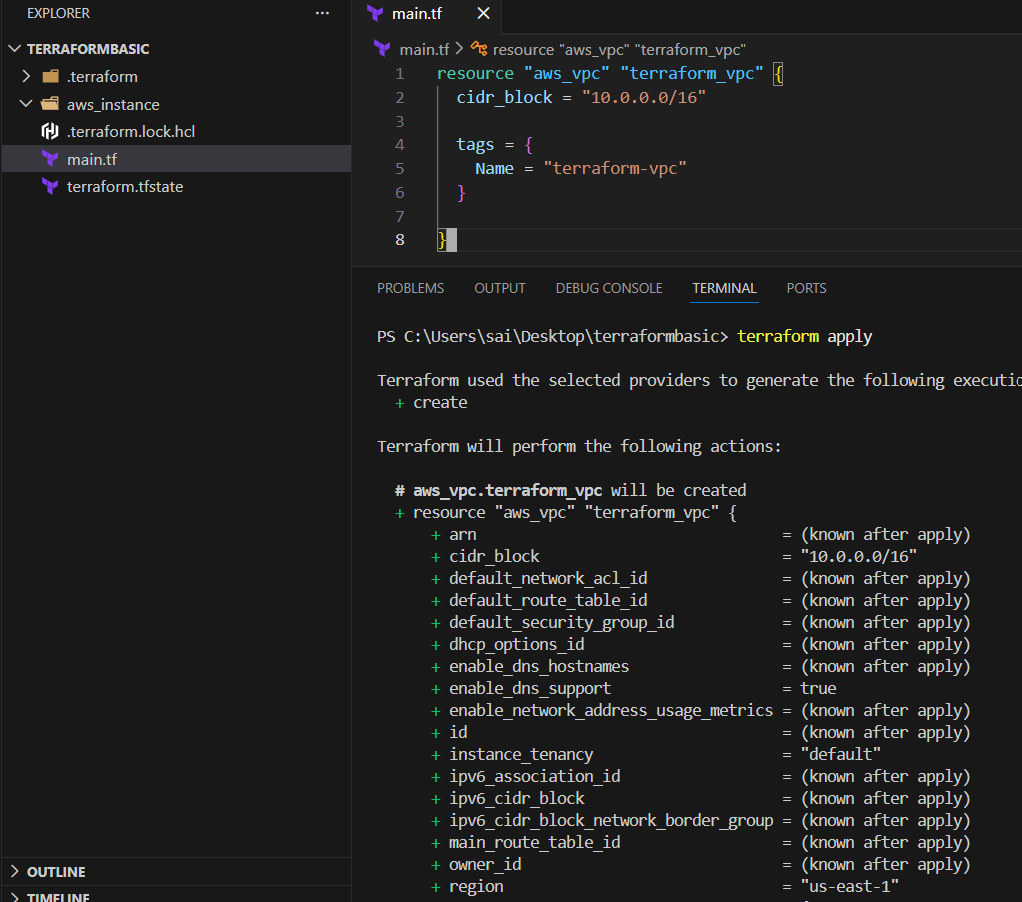 EXPLORER
TERRAFORMBASIC
.terraform
aws_instance
.terraform.lock.hcl
main.tf
terraform.tfstate
OUTLINE
TIMELINE
main.tf
main.tf > resource "aws_vpc" "terraform_vpc"
1 resource "aws_vpc" "terraform_vpc" {
2   cidr_block = "10.0.0.0/16"
3
4   tags = {
5     Name = "terraform-vpc"
6   }
7
8 }
PROBLEMS OUTPUT DEBUG CONSOLE TERMINAL PORTS
PS C:\Users\sai\Desktop\terraformbasic> terraform apply
Terraform used the selected providers to generate the following executio
  + create
Terraform will perform the following actions:
  # aws_vpc.terraform_vpc will be created
  + resource "aws_vpc" "terraform_vpc" {
      + arn                                  = (known after apply)
      + cidr_block                           = "10.0.0.0/16"
      + default_network_acl_id               = (known after apply)
      + default_route_table_id               = (known after apply)
      + default_security_group_id            = (known after apply)
      + dhcp_options_id                      = (known after apply)
      + enable_dns_hostnames                 = (known after apply)
      + enable_dns_support                   = true
      + enable_network_address_usage_metrics = (known after apply)
      + id                                   = (known after apply)
      + instance_tenancy                     = "default"
      + ipv6_association_id                  = (known after apply)
      + ipv6_cidr_block                      = (known after apply)
      + ipv6_cidr_block_network_border_group = (known after apply)
      + main_route_table_id                  = (known after apply)
      + owner_id                             = (known after apply)
      + region                               = "us-east-1"